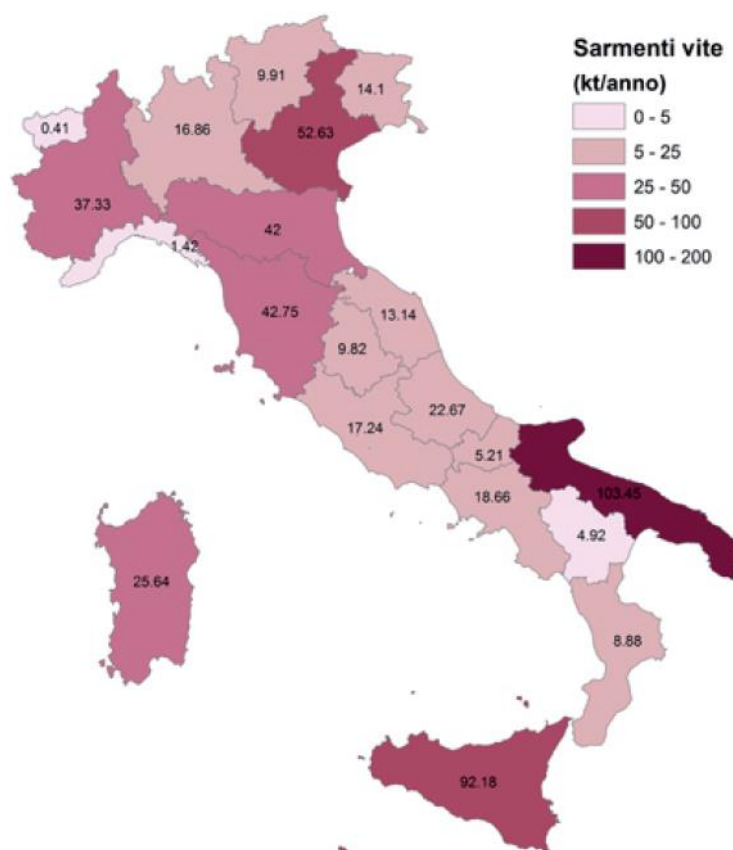 Sarmenti vite
(kt/anno)
0 - 5
5 - 25
25 - 50
50 - 100
100 - 200
9.91
14.1
0.41
16.86
52.63
37.33
42
1.42
42.75
13.14
9.82
22.67
17.24
5.21
18.66
103.45
4.92
25.64
8.88
92.18